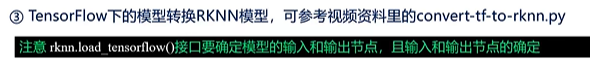 ③ TensorFlow下的模型转换RKNN模型，可参考视频资料里的convert-tf-to-rknn.py
注意 rknn.load_tensorflow()接口要确定模型的输入和输出节点，且输入和输出节点的确定